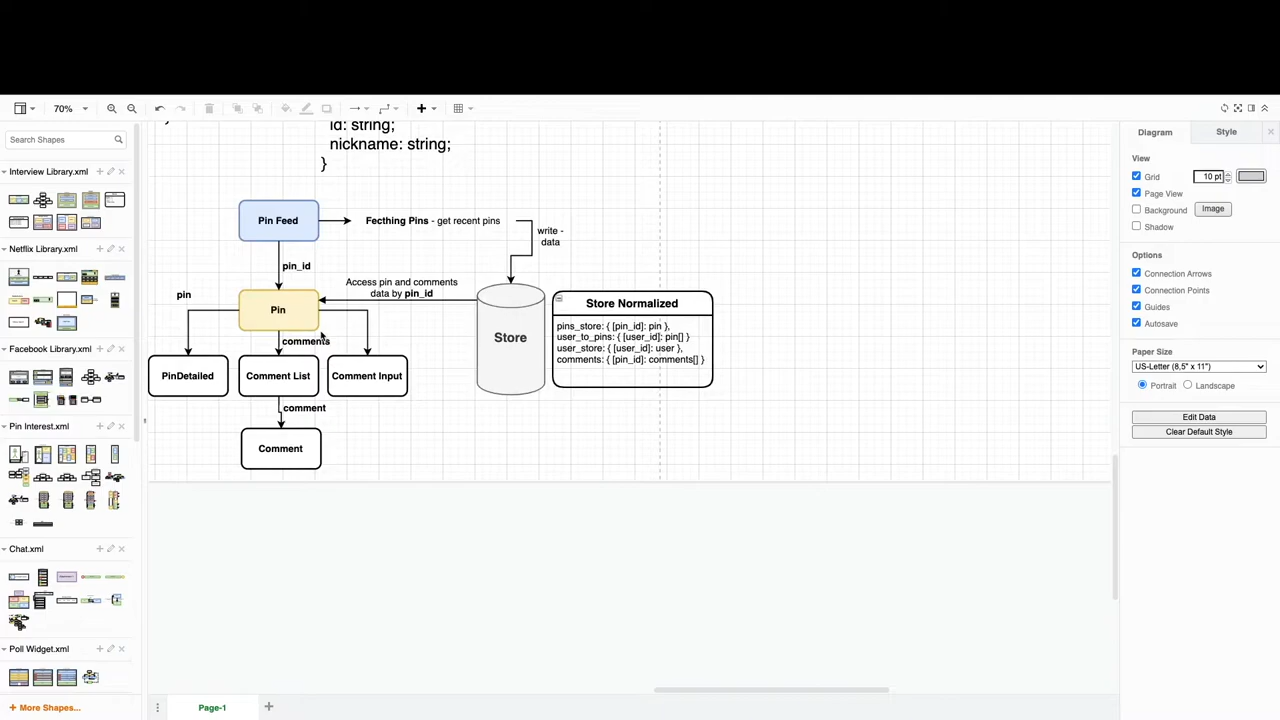 70%
Search Shapes
Interview Library.xml
Netflix Library.xml
Facebook Library.xml
Pin Interest.xml
Chat.xml
Poll Widget.xml
More Shapes...
id: string;
nickname: string;
}
Pin Feed
Fecthing Pins - get recent pins
write -
data
pin_id
Access pin and comments
data by pin_id
pin
Pin
comments
PinDetailed
Comment List
Comment Input
comment
Comment
Store
Store Normalized
pins_store: { [pin_id]: pin },
user_to_pins: { [user_id]: pin[] }
user_store: { [user_id]: user },
comments: { [pin_id]: comments[] }
Page-1
Diagram
Style
View
Grid
10 pt
Page View
Background
Image
Shadow
Options
Connection Arrows
Connection Points
Guides
Autosave
Paper Size
US-Letter (8,5" x 11")
Portrait
Landscape
Edit Data
Clear Default Style